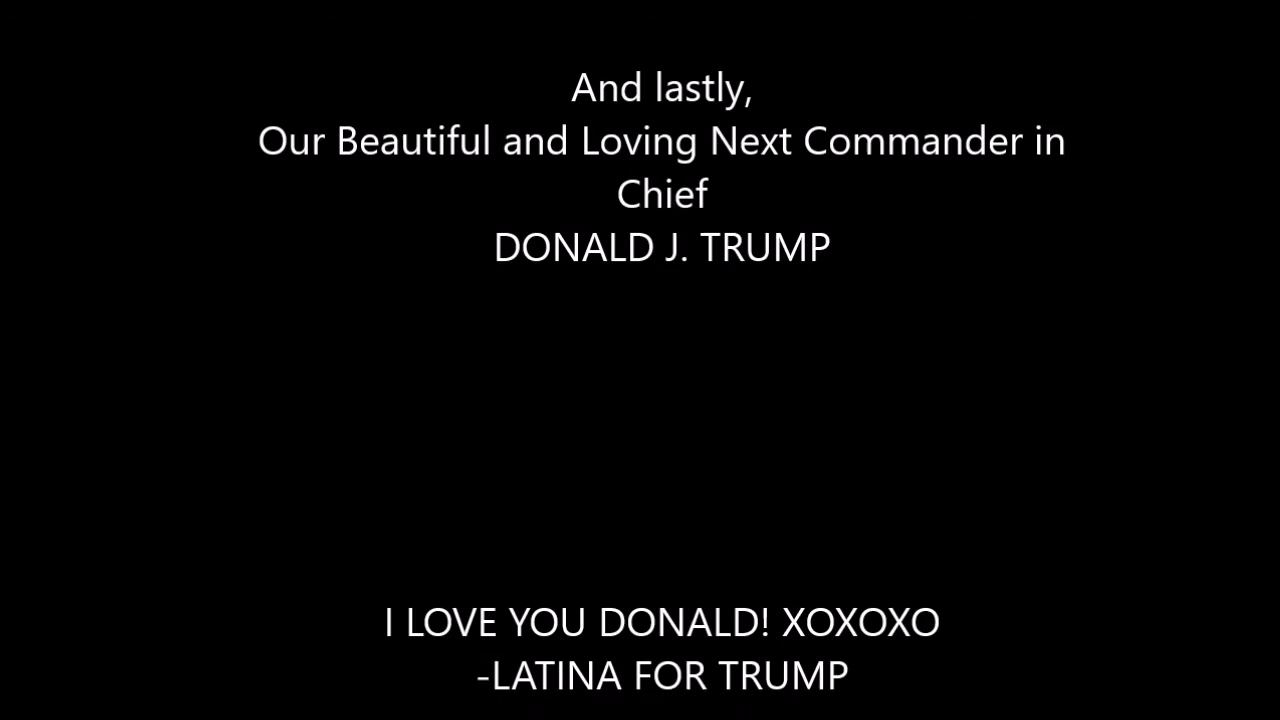 And lastly,
Our Beautiful and Loving Next Commander in
Chief
DONALD J. TRUMP
I LOVE YOU DONALD! XOXOXO
-LATINA FOR TRUMP